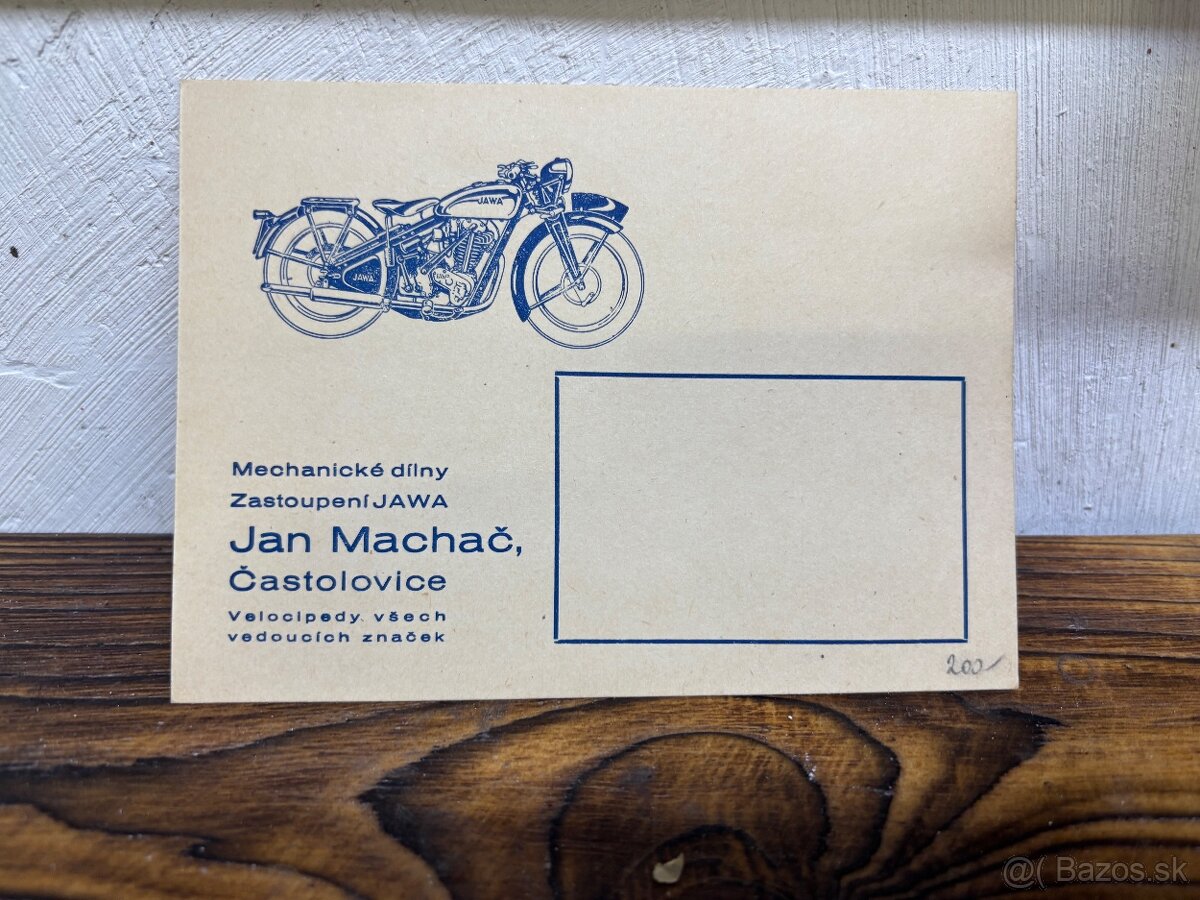 JAWA
JAWA
Mechanické dílny
Zastoupení JAWA
Jan Machač,
Častolovice
Velocipedy všech
vedoucích značek
200
@( Bazos.sk